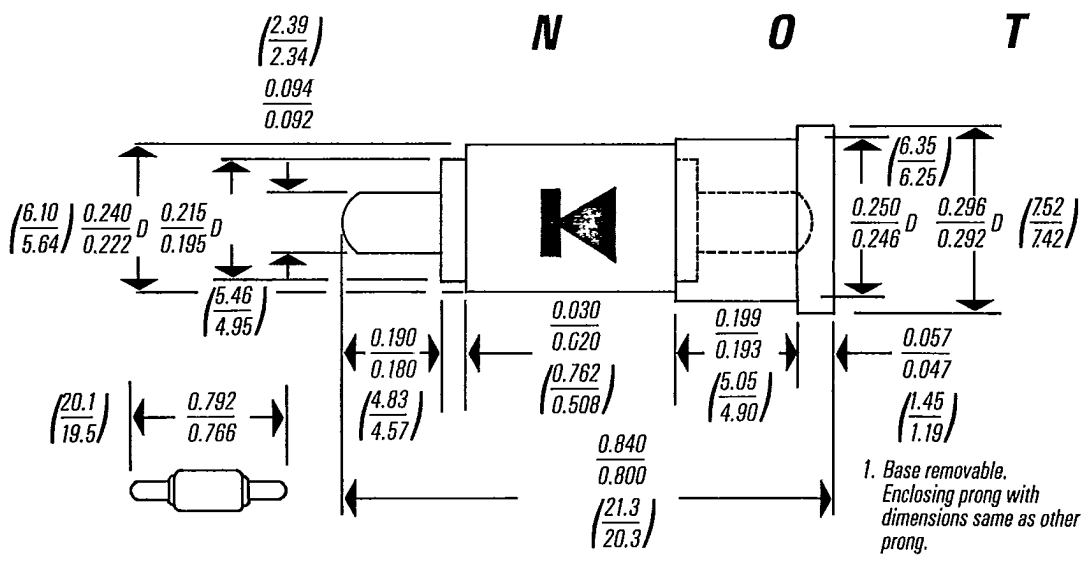 N O T
(2.39/2.34)
0.094/0.092
(6.10/5.64) 0.240/0.222 D 0.215/0.195 D
(6.35/6.25)
0.250/0.246 D 0.296/0.292 D (7.52/7.42)
(5.46/4.95)
0.190/0.180
(4.83/4.57)
0.030/0.020
(0.762/0.508)
0.199/0.193
(5.05/4.90)
0.057/0.047
(1.45/1.19)
(20.1/19.5) 0.792/0.766
0.840/0.800
(21.3/20.3)
1. Base removable.
Enclosing prong with
dimensions same as other
prong.